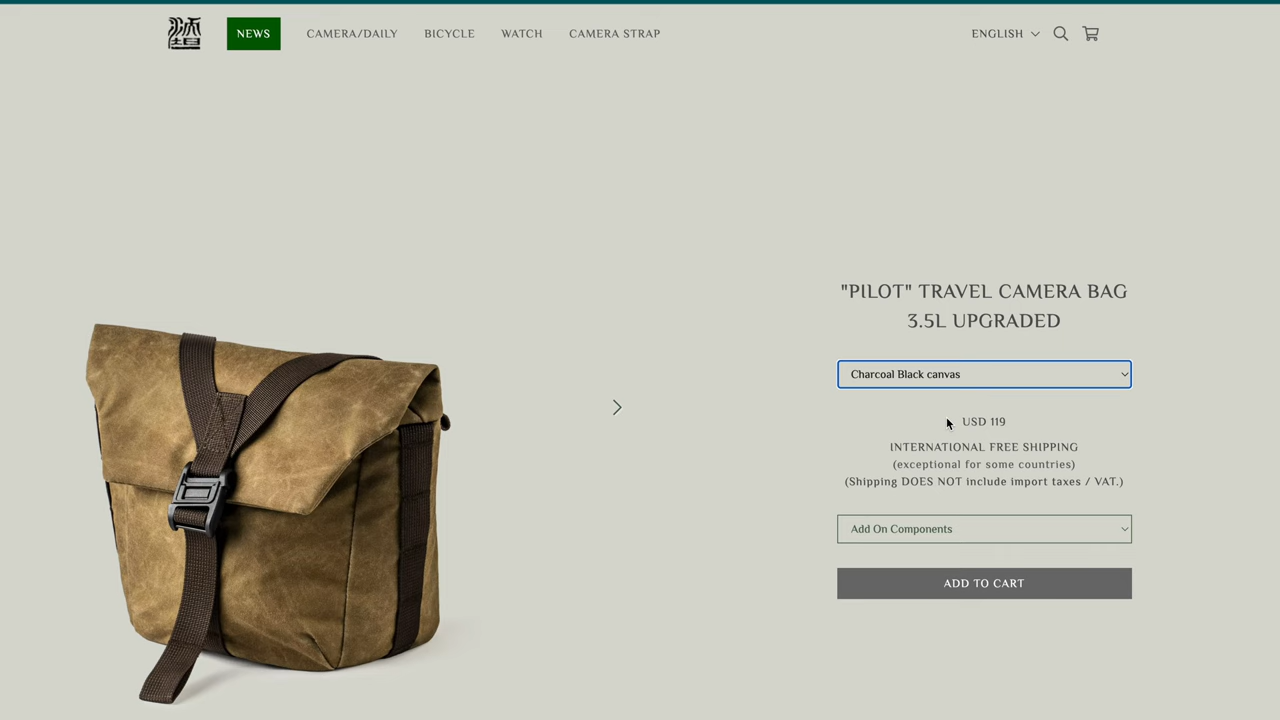 NEWS
CAMERA/DAILY
BICYCLE
WATCH
CAMERA STRAP
ENGLISH
"PILOT" TRAVEL CAMERA BAG
3.5L UPGRADED
Charcoal Black canvas
USD 119
INTERNATIONAL FREE SHIPPING
(exceptional for some countries)
(Shipping DOES NOT include import taxes / VAT.)
Add On Components
ADD TO CART